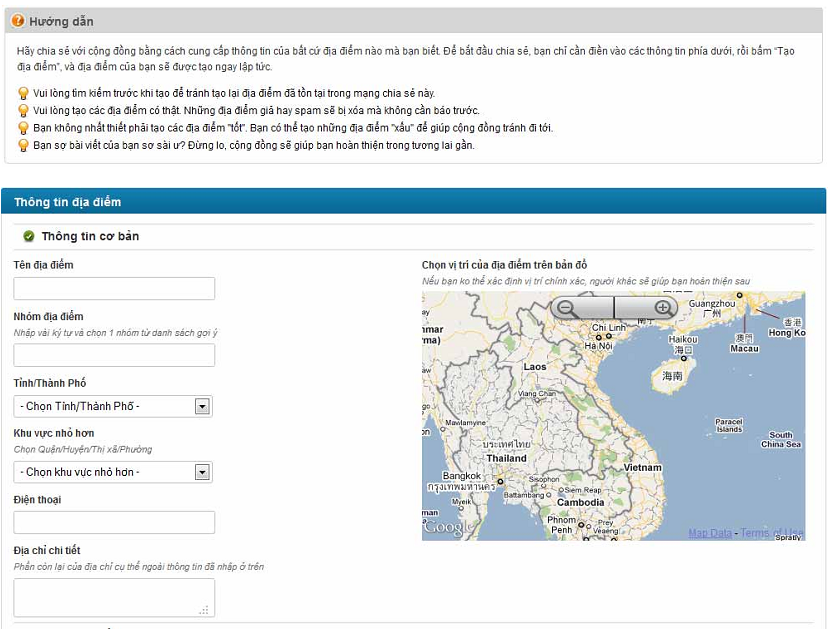 Hướng dẫn
Hãy chia sẻ với cộng đồng bằng cách cung cấp thông tin của bất cứ địa điểm nào mà bạn biết. Để bắt đầu chia sẻ, bạn chỉ cần điền vào các thông tin phía dưới, rồi bấm "Tạo
địa điểm", và địa điểm của bạn sẽ được tạo ngay lập tức.
Vui lòng tìm kiếm trước khi tạo để tránh tạo lại địa điểm đã tồn tại trong mạng chia sẻ này.
Vui lòng tạo các địa điểm có thật. Những địa điểm giả hay spam sẽ bị xóa mà không cần báo trước.
Bạn không nhất thiết phải tạo các địa điểm "tốt". Bạn có thể tạo những địa điểm "xấu" để giúp cộng đồng tránh đi tới.
Bạn sợ bài viết của bạn sơ sài ư? Đừng lo, cộng đồng sẽ giúp bạn hoàn thiện trong tương lai gần.
Thông tin địa điểm
Thông tin cơ bản
Tên địa điểm
Nhóm địa điểm
Nhập vài ký tự và chọn 1 nhóm từ danh sách gợi ý
Tỉnh/Thành Phố
- Chọn Tỉnh/Thành Phố -
Khu vực nhỏ hơn
Chọn Quận/Huyện/Thị xã/Phường
- Chọn khu vực nhỏ hơn -
Điện thoại
Địa chỉ chi tiết
Phần còn lại của địa chỉ cụ thể ngoài thông tin đã nhập ở trên
Chọn vị trí của địa điểm trên bản đồ
Nếu bạn ko thể xác định vị trí chính xác, người khác sẽ giúp bạn hoàn thiện sau
Guangzhou
广州
香港
Hong Ko
澳門
Macau
Chi Linh
Hà Nội
Haikou
海口
海南
Laos
Viang Chan
Mawlamyine
ประเทศไทย
Thailand
Paracel
Islands
South
China Sea
Vietnam
Bangkok
กรุงเทพมหานคร
Sisophon
Siem Reap
Battambang
Cambodia
Myeik
Phnom
Penh
Prey
Veaeng
Google
Map Data - Terms of Use
Spratly